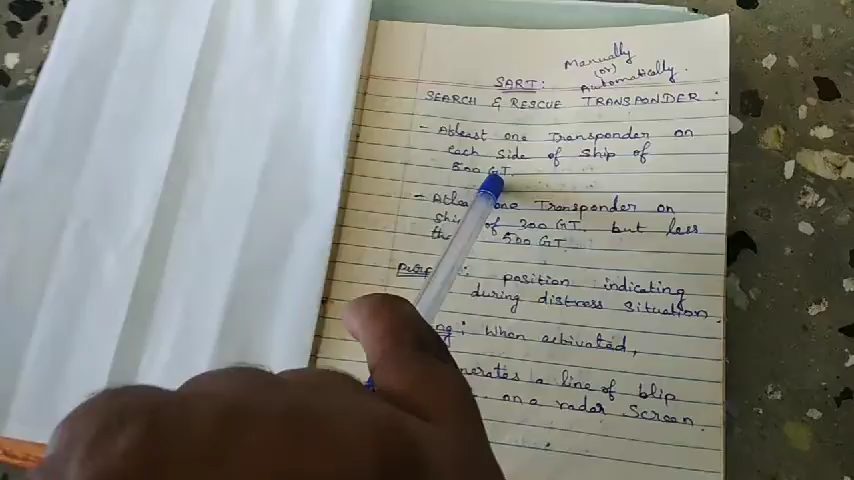 Manually
(or)
Automatically.
SART:
SEARCH & RESCUE TRANSPONDER:
- Atleast one Transponder on
each side of ship of
500 GT.
- Atleast one Transponder on
ship of 300 GT. but less
500 GT.
position indicating
during distress situation.
When activated,
a line of blip
on a radar screen.